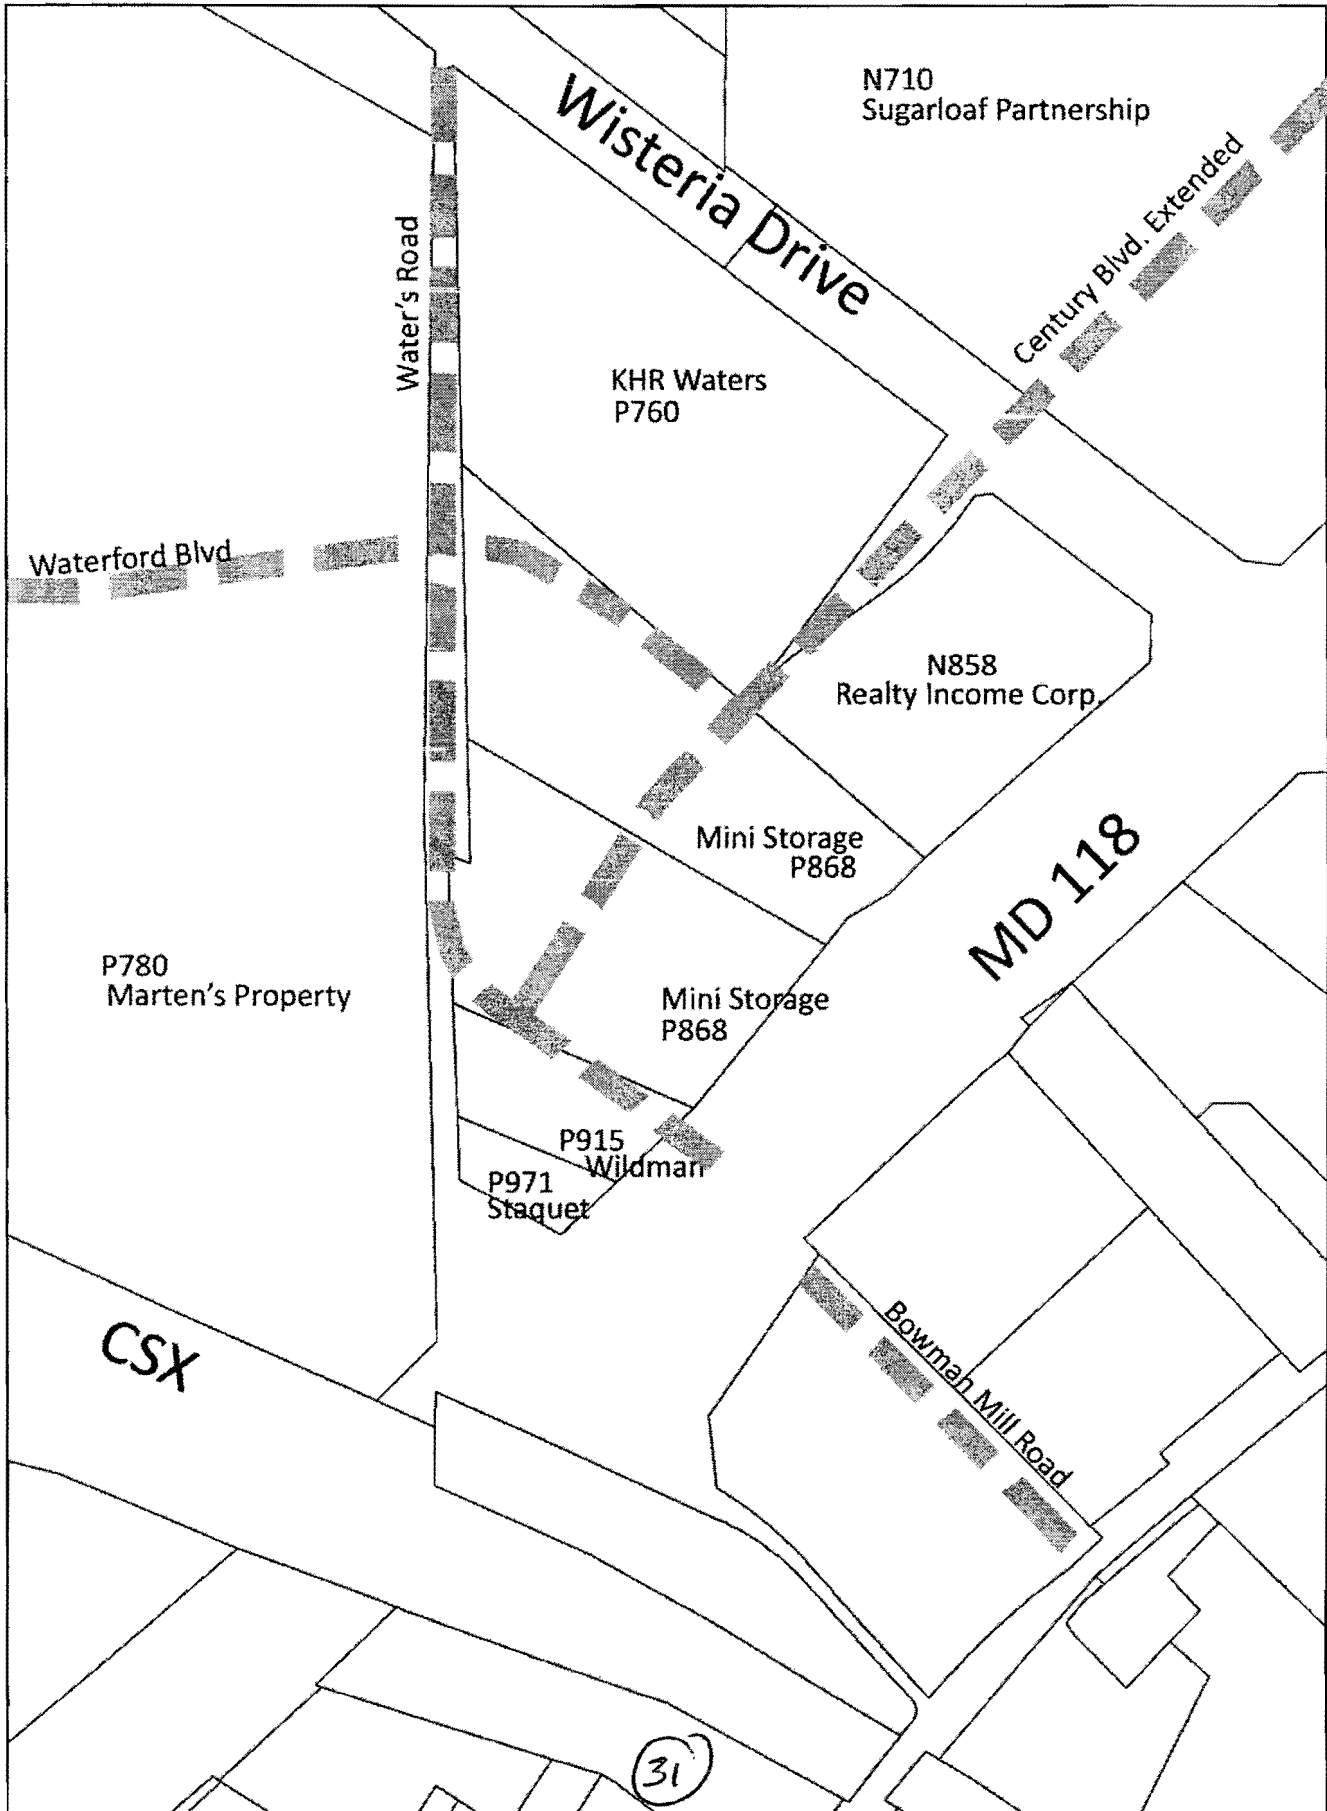 N710
Sugarloaf Partnership
Wisteria Drive
Century Blvd. Extended
Water's Road
KHR Waters
P760
Waterford Blvd
N858
Realty Income Corp.
Mini Storage
P868
MD 118
P780
Marten's Property
Mini Storage
P868
P915
Wildman
P971
Staquet
Bowman Mill Road
CSX
31